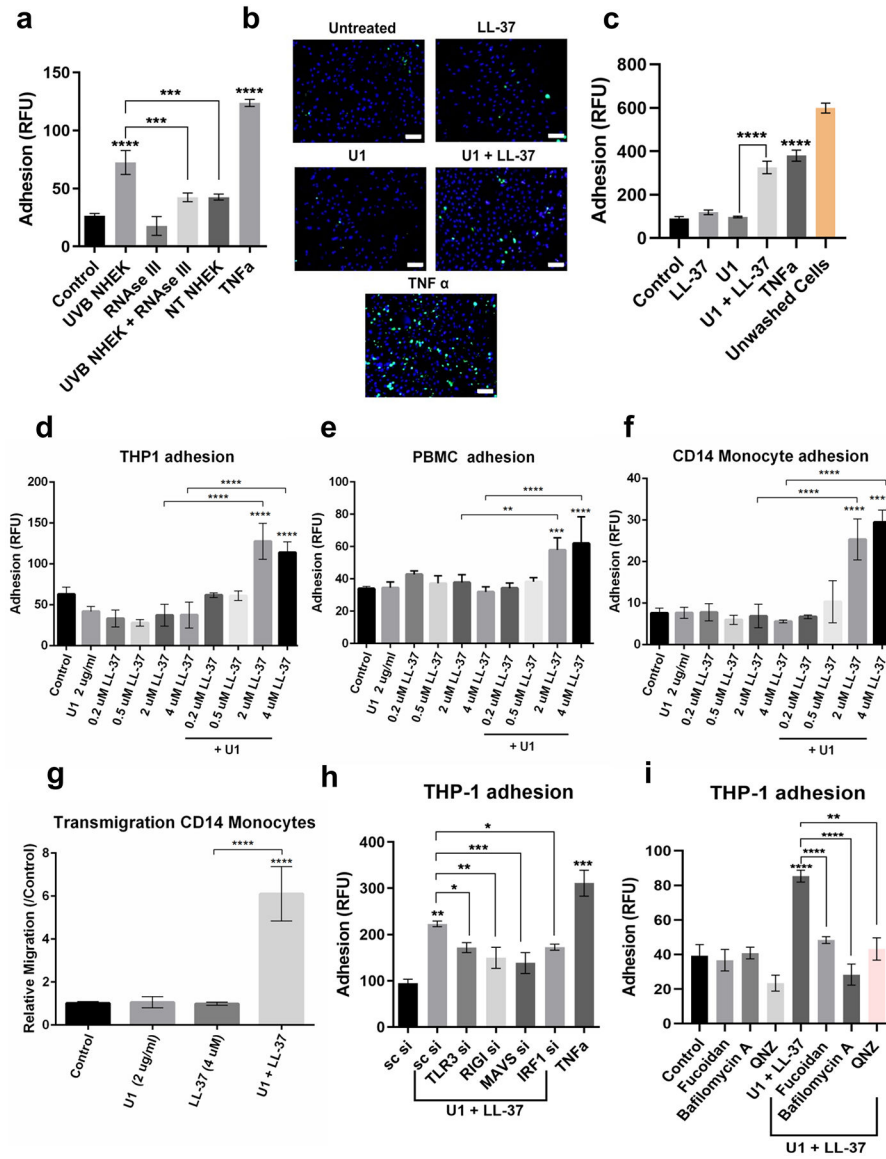 a
Adhesion (RFU)
150
100
50
0
****
***
***
****
Control
UVB NHEK
RNAse III
UVB NHEK + RNAse III
NT NHEK
TNFa
b
Untreated
LL-37
U1
U1 + LL-37
TNF α
c
Adhesion (RFU)
800
600
400
200
0
****
****
Control
LL-37
U1
U1 + LL-37
TNFa
Unwashed Cells
d
THP1 adhesion
Adhesion (RFU)
200
150
100
50
0
****
****
****
****
Control
U1 2 ug/ml
0.2 uM LL-37
0.5 uM LL-37
2 uM LL-37
4 uM LL-37
0.2 uM LL-37
0.5 uM LL-37
2 uM LL-37
4 uM LL-37
+ U1
e
PBMC adhesion
Adhesion (RFU)
100
80
60
40
20
0
****
**
***
****
Control
U1 2 ug/ml
0.2 uM LL-37
0.5 uM LL-37
2 uM LL-37
4 uM LL-37
0.2 uM LL-37
0.5 uM LL-37
2 uM LL-37
4 uM LL-37
+ U1
f
CD14 Monocyte adhesion
Adhesion (RFU)
40
30
20
10
0
****
****
****
****
Control
U1 2 ug/ml
0.2 uM LL-37
0.5 uM LL-37
2 uM LL-37
4 uM LL-37
0.2 uM LL-37
0.5 uM LL-37
2 uM LL-37
4 uM LL-37
+ U1
g
Transmigration CD14 Monocytes
Relative Migration (/Control)
8
6
4
2
0
****
****
Control
U1 (2 ug/ml)
LL-37 (4 uM)
U1 + LL-37
h
THP-1 adhesion
Adhesion (RFU)
400
300
200
100
0
*
***
**
*
**
***
sc si
sc si
TLR3 si
RIGI si
MAVS si
IRF1 si
TNFa
U1 + LL-37
i
THP-1 adhesion
Adhesion (RFU)
100
80
60
40
20
0
**
****
****
****
Control
Fucoidan
Bafilomycin A
QNZ
U1 + LL-37
Fucoidan
Bafilomycin A
QNZ
U1 + LL-37